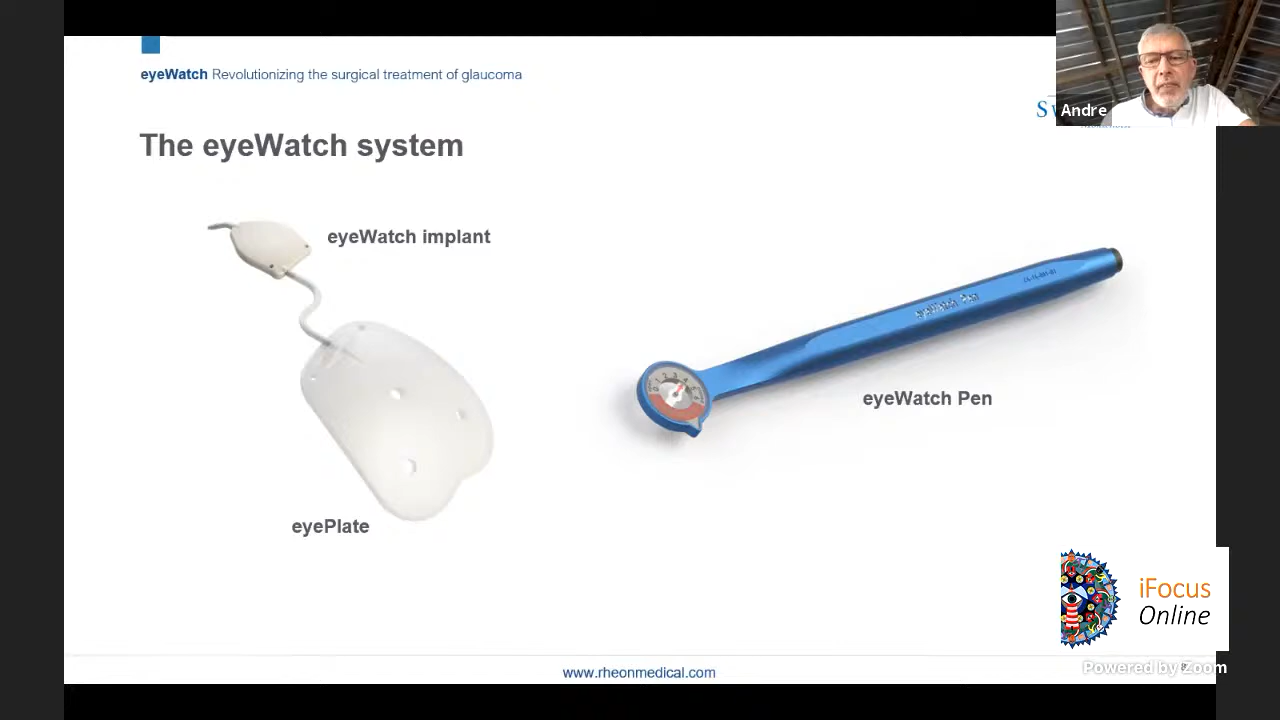 eyeWatch Revolutionizing the surgical treatment of glaucoma
Andre
The eyeWatch system
eyeWatch implant
eyeWatch Pen
eyePlate
iFocus
Online
www.rheonmedical.com
Powered by Zoom